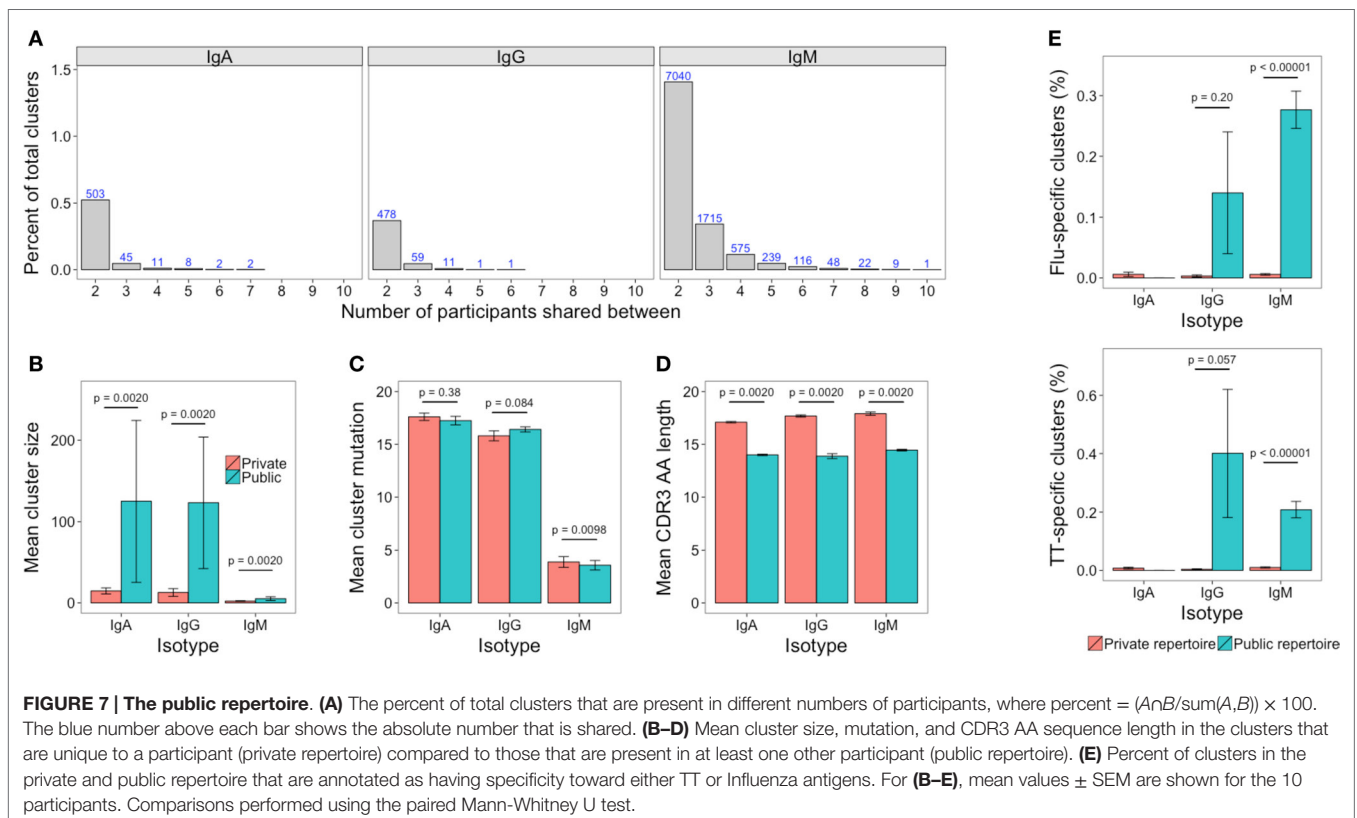 A
IgA
IgG
IgM
1.5
1.0
0.5
0.0
Percent of total clusters
503
45
11
8
2
2
478
59
11
1
1
7040
1715
575
239
116
48
22
9
1
2 3 4 5 6 7 8 9 10
2 3 4 5 6 7 8 9 10
2 3 4 5 6 7 8 9 10
Number of participants shared between
B
Mean cluster size
200
100
0
p = 0.0020
p = 0.0020
p = 0.0020
Private
Public
IgA IgG IgM
Isotype
C
Mean cluster mutation
20
15
10
5
0
p = 0.38
p = 0.084
p = 0.0098
IgA IgG IgM
Isotype
D
Mean CDR3 AA length
20
15
10
5
0
p = 0.0020
p = 0.0020
p = 0.0020
IgA IgG IgM
Isotype
E
Flu-specific clusters (%)
0.3
0.2
0.1
0.0
p = 0.20
p < 0.00001
IgA IgG IgM
Isotype
TT-specific clusters (%)
0.6
0.4
0.2
0.0
p = 0.057
p < 0.00001
IgA IgG IgM
Isotype
Private repertoire Public repertoire
FIGURE 7 | The public repertoire. (A) The percent of total clusters that are present in different numbers of participants, where percent = (A∩B/sum(A,B)) × 100.
The blue number above each bar shows the absolute number that is shared. (B–D) Mean cluster size, mutation, and CDR3 AA sequence length in the clusters that
are unique to a participant (private repertoire) compared to those that are present in at least one other participant (public repertoire). (E) Percent of clusters in the
private and public repertoire that are annotated as having specificity toward either TT or Influenza antigens. For (B–E), mean values ± SEM are shown for the 10
participants. Comparisons performed using the paired Mann-Whitney U test.